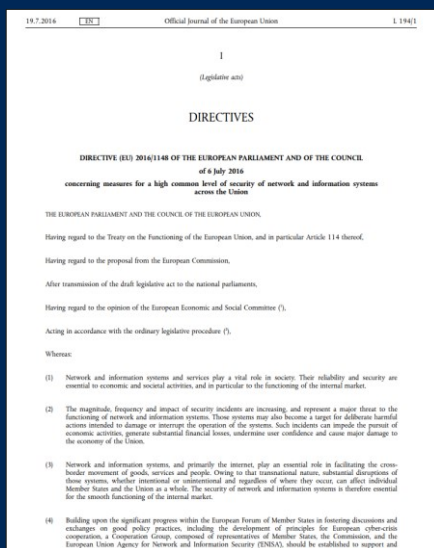 19.7.2016 EN Official Journal of the European Union L 194/1
I
(Legislative acts)
DIRECTIVES
DIRECTIVE (EU) 2016/1148 OF THE EUROPEAN PARLIAMENT AND OF THE COUNCIL
of 6 July 2016
concerning measures for a high common level of security of network and information systems
across the Union
THE EUROPEAN PARLIAMENT AND THE COUNCIL OF THE EUROPEAN UNION,
Having regard to the Treaty on the Functioning of the European Union, and in particular Article 114 thereof,
Having regard to the proposal from the European Commission,
After transmission of the draft legislative act to the national parliaments,
Having regard to the opinion of the European Economic and Social Committee (¹),
Acting in accordance with the ordinary legislative procedure (²),
Whereas:
(1) Network and information systems and services play a vital role in society. Their reliability and security are
essential to economic and societal activities, and in particular to the functioning of the internal market.
(2) The magnitude, frequency and impact of security incidents are increasing, and represent a major threat to the
functioning of network and information systems. Those systems may also become a target for deliberate harmful
actions intended to damage or interrupt the operation of the systems. Such incidents can impede the pursuit of
economic activities, generate substantial financial losses, undermine user confidence and cause major damage to
the economy of the Union.
(3) Network and information systems, and primarily the internet, play an essential role in facilitating the cross-
border movement of goods, services and people. Owing to that transnational nature, substantial disruptions of
those systems, whether intentional or unintentional and regardless of where they occur, can affect individual
Member States and the Union as a whole. The security of network and information systems is therefore essential
for the smooth functioning of the internal market.
(4) Building upon the significant progress within the European Forum of Member States in fostering discussions and
exchanges on good policy practices, including the development of principles for European cyber-crisis
cooperation, a Cooperation Group, composed of representatives of Member States, the Commission, and the
European Union Agency for Network and Information Security ('ENISA'), should be established to support and